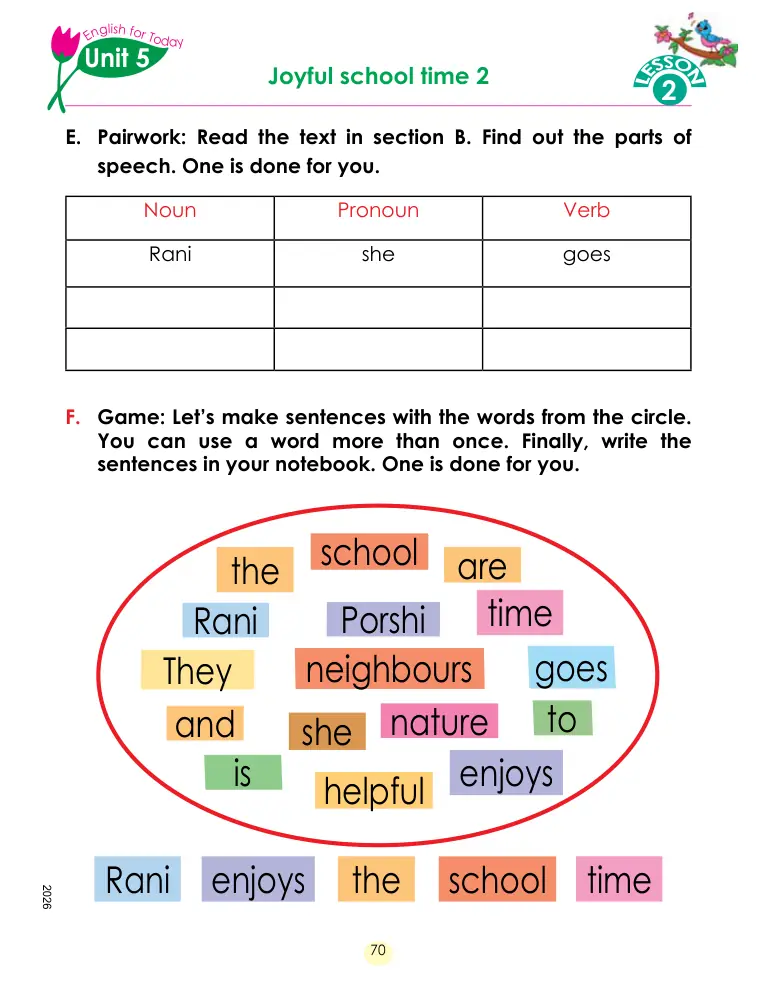 English for Today
Unit 5
Joyful school time 2
LESSON
2
E. Pairwork: Read the text in section B. Find out the parts of
speech. One is done for you.
Noun Pronoun Verb
Rani she goes
F. Game: Let’s make sentences with the words from the circle.
You can use a word more than once. Finally, write the
sentences in your notebook. One is done for you.
the school are
Rani Porshi time
They neighbours goes
and she nature to
is helpful enjoys
Rani enjoys the school time
2026
70